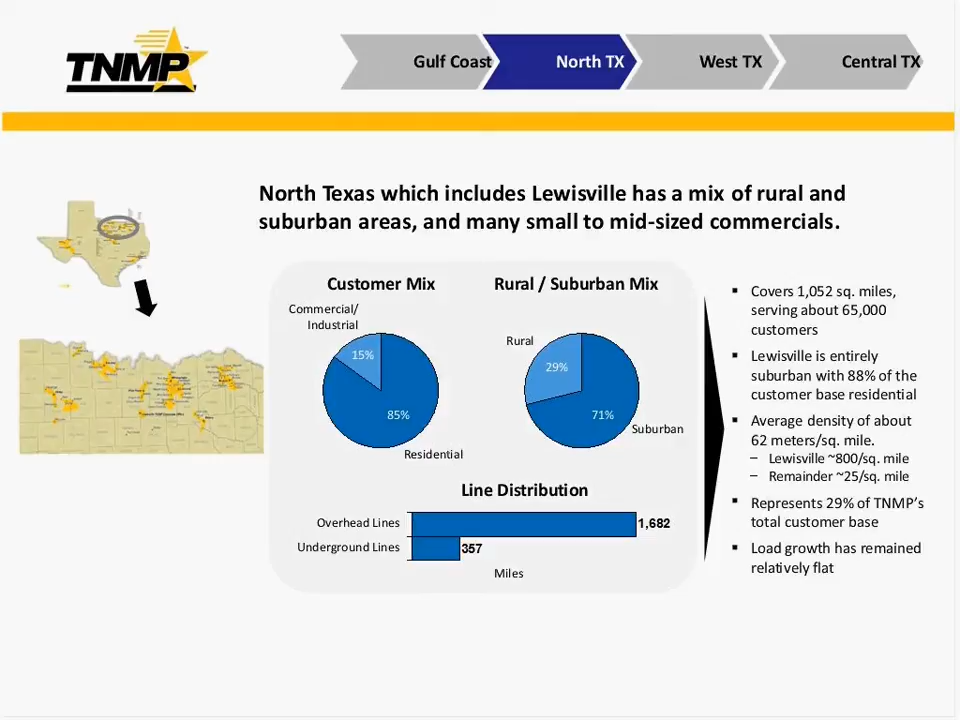 TNMP
Gulf Coast
North TX
West TX
Central TX
North Texas which includes Lewisville has a mix of rural and
suburban areas, and many small to mid-sized commercials.
Customer Mix
Commercial/
Industrial
15%
85%
Residential
Rural / Suburban Mix
Rural
29%
71%
Suburban
Line Distribution
Overhead Lines
1,682
Underground Lines
357
Miles
▪ Covers 1,052 sq. miles,
serving about 65,000
customers
▪ Lewisville is entirely
suburban with 88% of the
customer base residential
▪ Average density of about
62 meters/sq. mile.
– Lewisville ~800/sq. mile
– Remainder ~25/sq. mile
▪ Represents 29% of TNMP’s
total customer base
▪ Load growth has remained
relatively flat